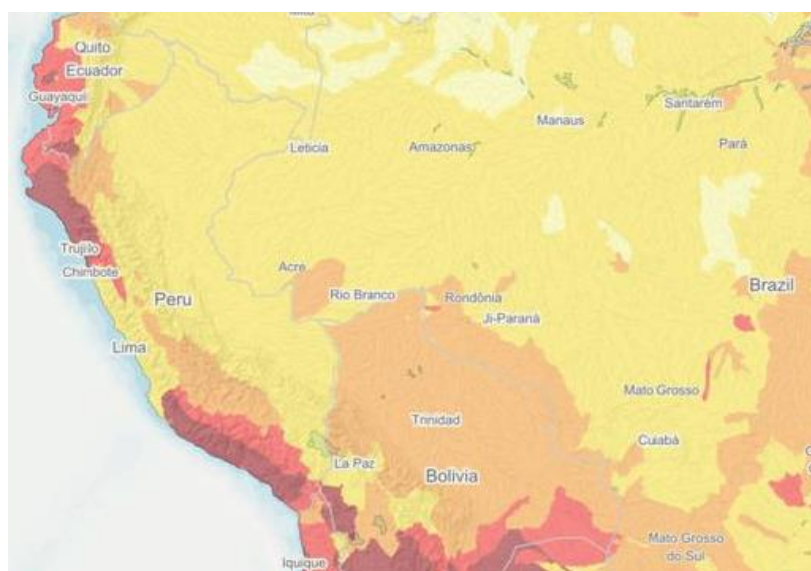 Quito
Ecuador
Guayaquil
Santarém
Manaus
Leticia
Amazonas
Pará
Trujillo
Chimbote
Acre
Peru
Rio Branco
Rondônia
Brazil
Ji-Paraná
Lima
Mato Grosso
Trinidad
Cuiabá
La Paz
Bolivia
Mato Grosso
do Sul
Iquique